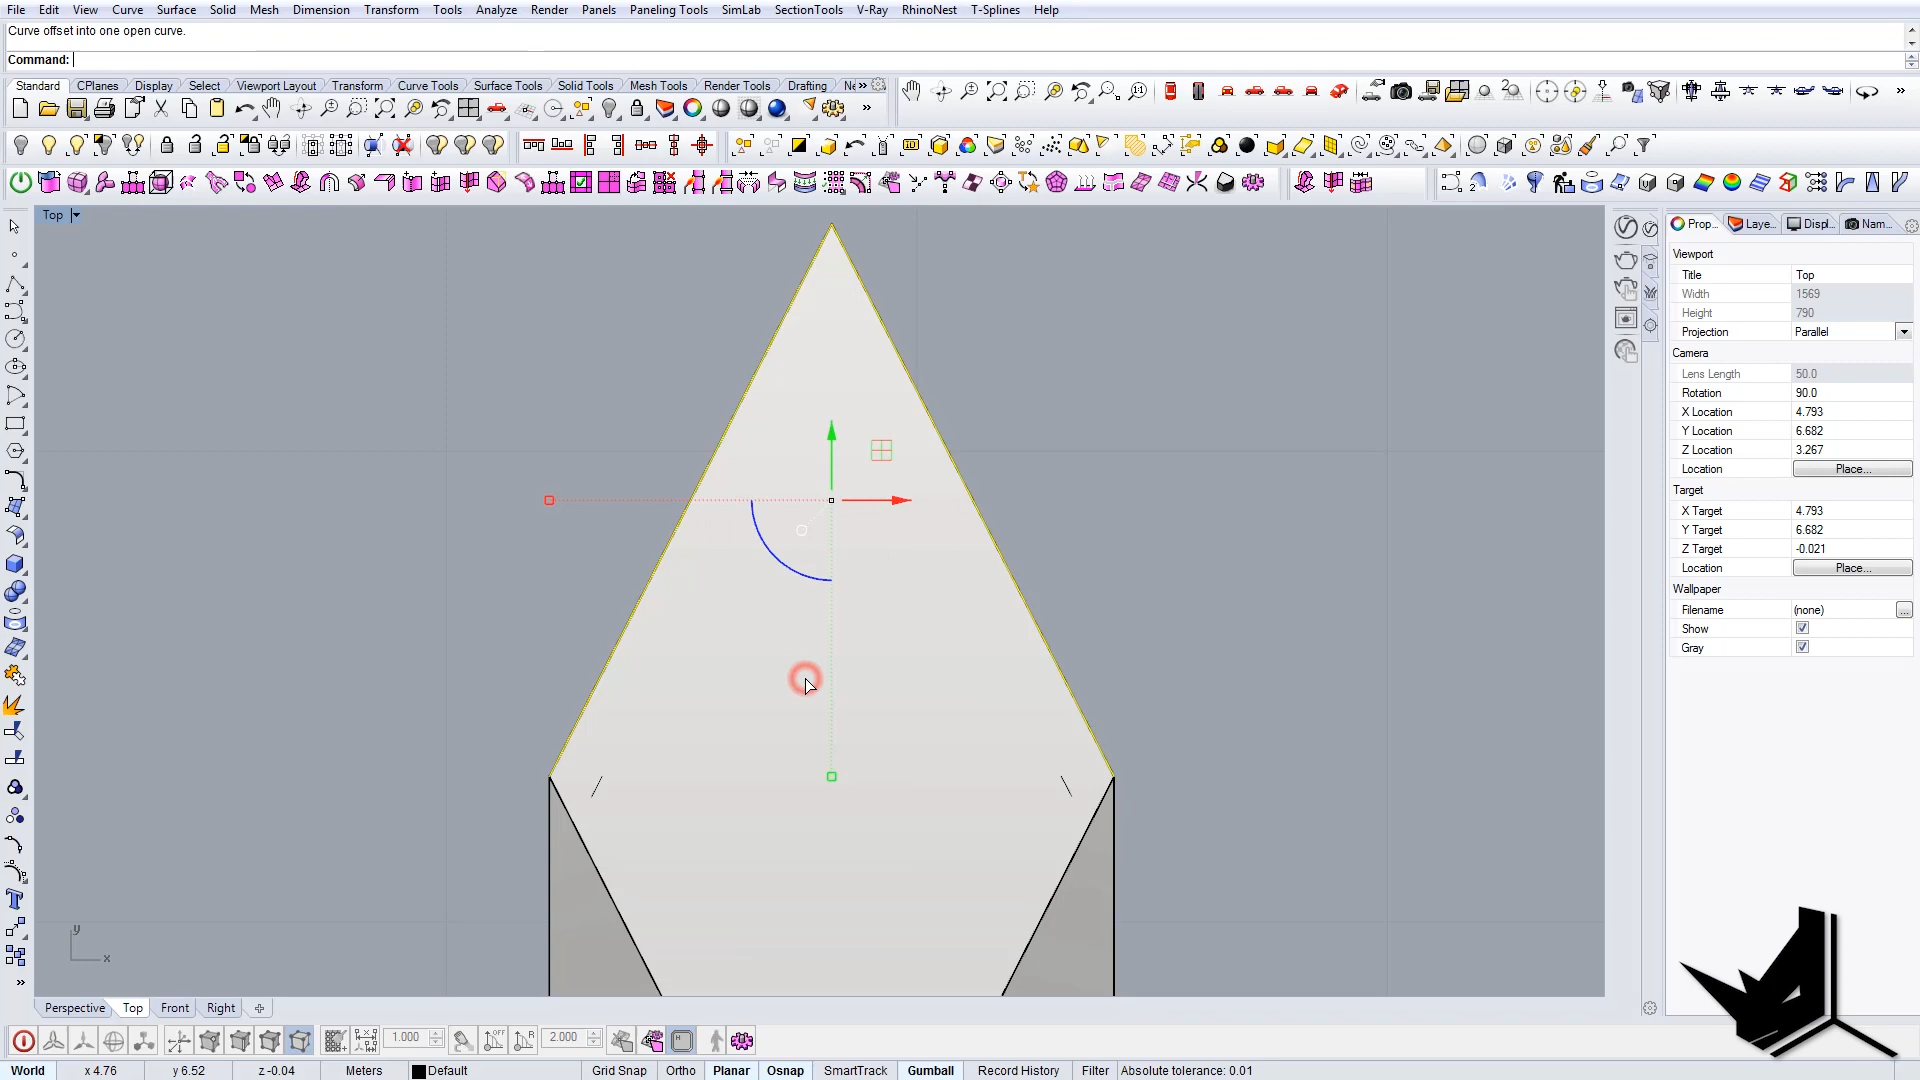 File Edit View Curve Surface Solid Mesh Dimension Transform Tools Analyze Render Panels Paneling Tools SimLab SectionTools V-Ray RhinoNest T-Splines Help
Curve offset into one open curve.
Command:
Standard CPlanes Display Select Viewport Layout Transform Curve Tools Surface Tools Solid Tools Mesh Tools Render Tools Drafting
Top
Prop... Laye... Displ... Nam...
Viewport
Title Top
Width 1569
Height 790
Projection Parallel
Camera
Lens Length 50.0
Rotation 90.0
X Location 4.793
Y Location 6.682
Z Location 3.267
Location Place...
Target
X Target 4.793
Y Target 6.682
Z Target -0.021
Location Place...
Wallpaper
Filename (none) ...
Show
Gray
y
x
Perspective Top Front Right
1.000 OFF R 2.000 H
World x 4.76 y 6.52 z -0.04 Meters Default Grid Snap Ortho Planar Osnap SmartTrack Gumball Record History Filter Absolute tolerance: 0.01